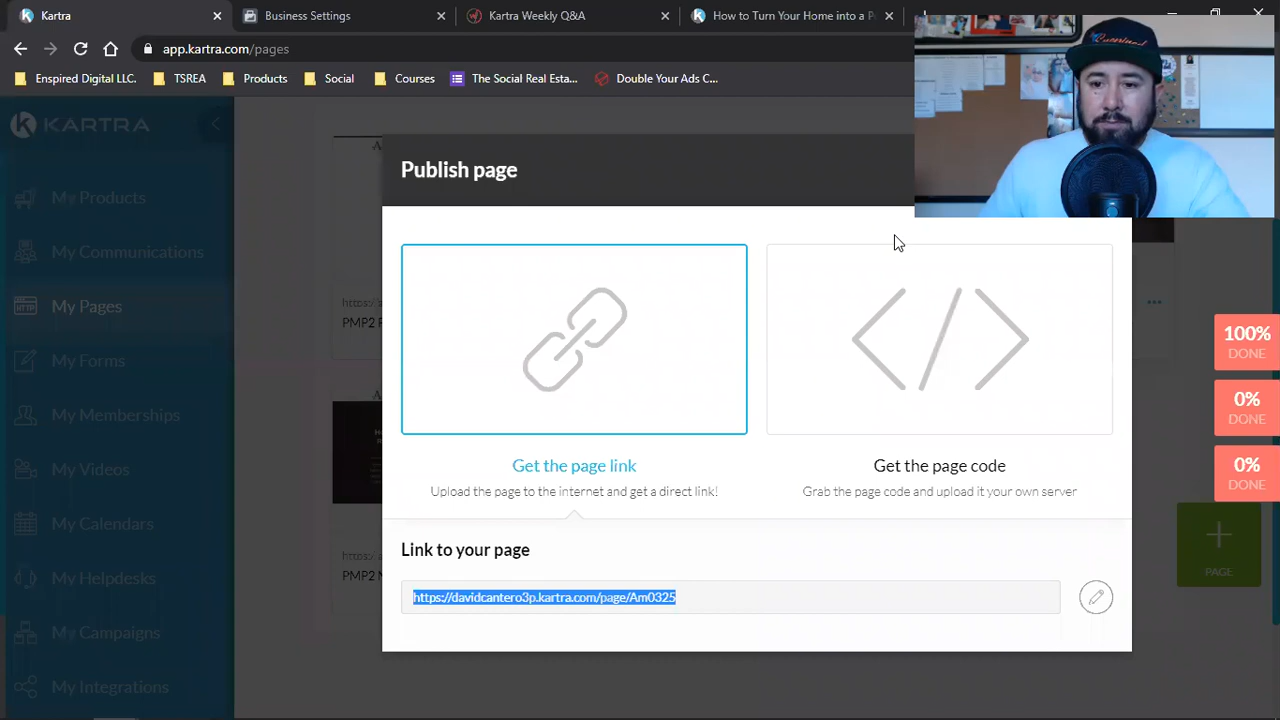 Kartra
Business Settings
Kartra Weekly Q&A
How to Turn Your Home into a P
app.kartra.com/pages
Enspired Digital LLC.
TSREA
Products
Social
Courses
The Social Real Esta...
Double Your Ads C...
KARTRA
My Products
My Communications
My Pages
My Forms
My Memberships
My Videos
My Calendars
My Helpdesks
My Campaigns
My Integrations
Publish page
Get the page link
Upload the page to the internet and get a direct link!
Get the page code
Grab the page code and upload it your own server
Link to your page
https://davidcantero3p.kartra.com/page/Am0325
https://
PMP2
https:
PMP2
100%
DONE
0%
DONE
0%
DONE
PAGE